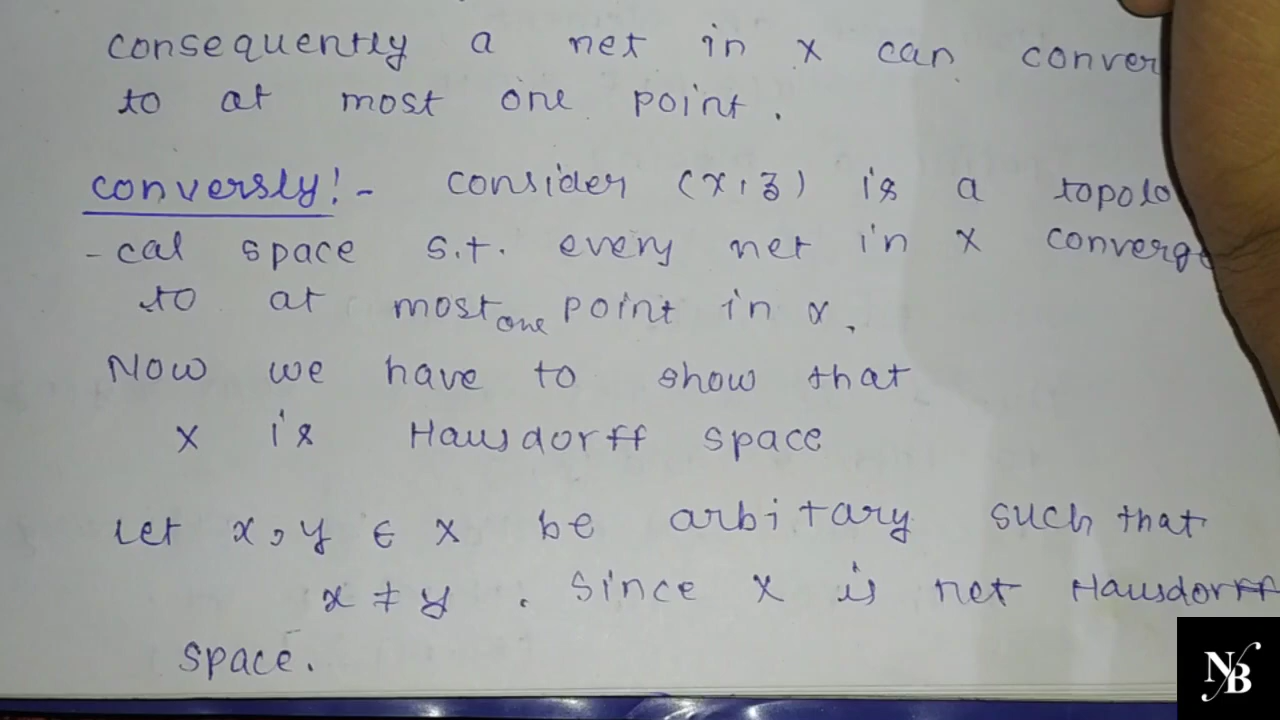 consequently a net in X can conver
to at most one point.
conversly!- consider (X, ℨ) is a topolo
-cal space s.t. every net in X converge
to at most one point in X.
Now we have to show that
X is Hausdorff space
Let x, y ∈ X be arbitary such that
x ≠ y . Since X is net Hausdorff
space.
NB